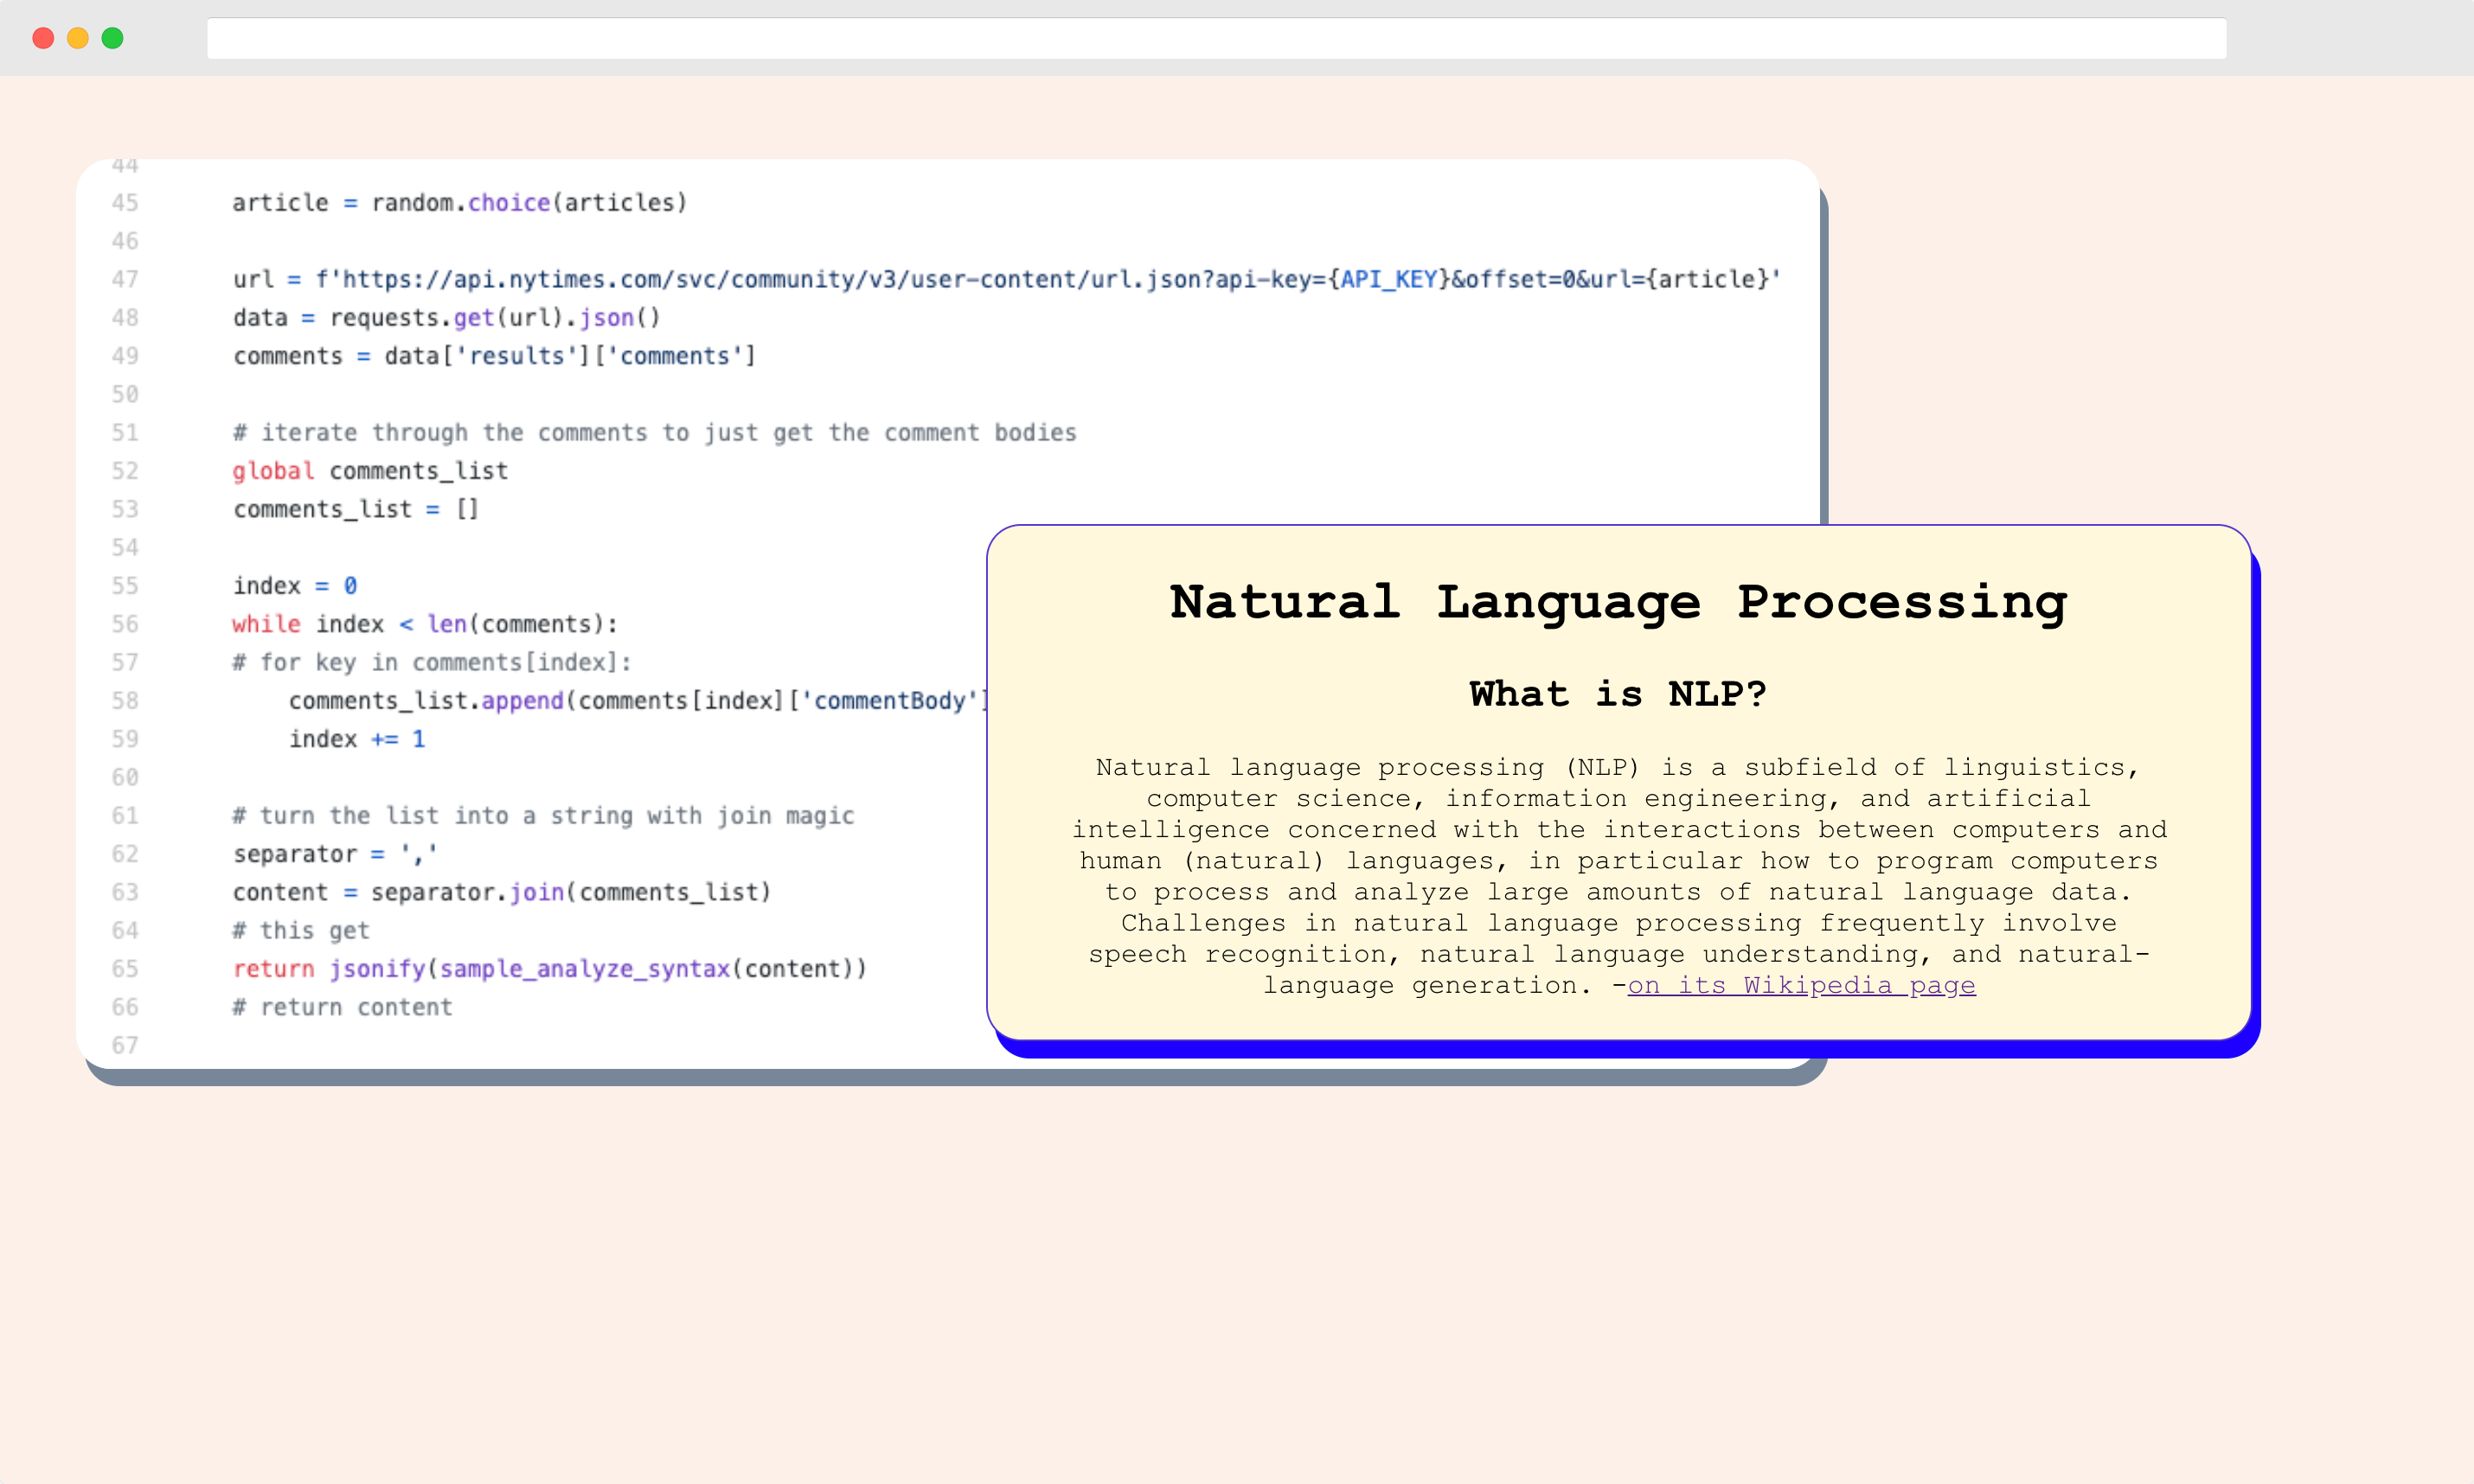 44
45 article = random.choice(articles)
46
47 url = f'https://api.nytimes.com/svc/community/v3/user-content/url.json?api-key={API_KEY}&offset=0&url={article}'
48 data = requests.get(url).json()
49 comments = data['results']['comments']
50
51 # iterate through the comments to just get the comment bodies
52 global comments_list
53 comments_list = []
54
55 index = 0
56 while index < len(comments):
57 # for key in comments[index]:
58 comments_list.append(comments[index]['commentBody']
59 index += 1
60
61 # turn the list into a string with join magic
62 separator = ','
63 content = separator.join(comments_list)
64 # this get
65 return jsonify(sample_analyze_syntax(content))
66 # return content
67
Natural Language Processing
What is NLP?
Natural language processing (NLP) is a subfield of linguistics,
computer science, information engineering, and artificial
intelligence concerned with the interactions between computers and
human (natural) languages, in particular how to program computers
to process and analyze large amounts of natural language data.
Challenges in natural language processing frequently involve
speech recognition, natural language understanding, and natural-
language generation. -on its Wikipedia page